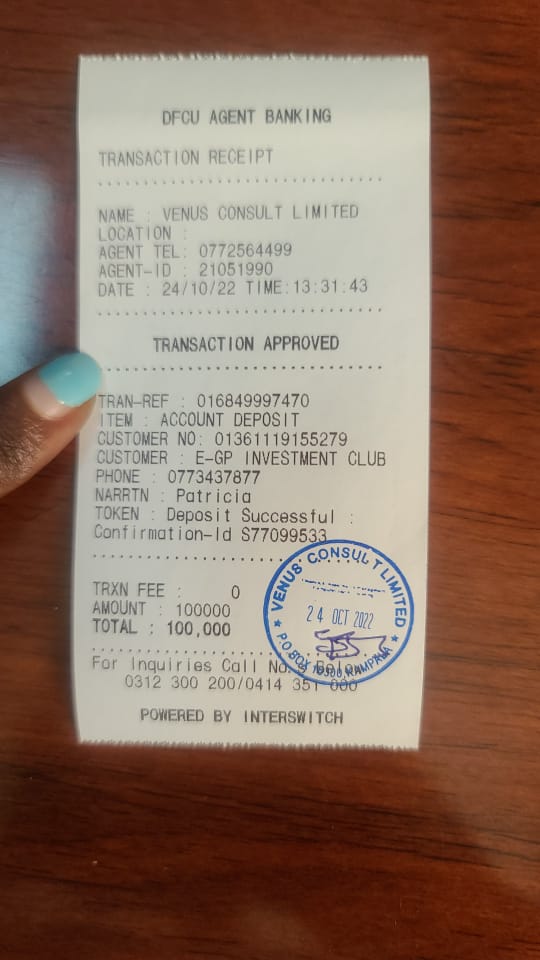 DFCU AGENT BANKING
TRANSACTION RECEIPT
NAME : VENUS CONSULT LIMITED
LOCATION :
AGENT TEL: 0772564499
AGENT-ID : 21051990
DATE : 24/10/22 TIME:13:31:43
TRANSACTION APPROVED
TRAN-REF : 016849997470
ITEM : ACCOUNT DEPOSIT
CUSTOMER NO: 01361119155279
CUSTOMER : E-GP INVESTMENT CLUB
PHONE : 0773437877
NARRTN : Patricia
TOKEN : Deposit Successful :
Confirmation-Id S77099533
TRXN FEE : 0
AMOUNT : 100000
TOTAL : 100,000
VENUS CONSULT LIMITED
24 OCT 2022
P.O.BOX KAMPALA
For Inquiries Call No.s Below
0312 300 200/0414 351 000
POWERED BY INTERSWITCH